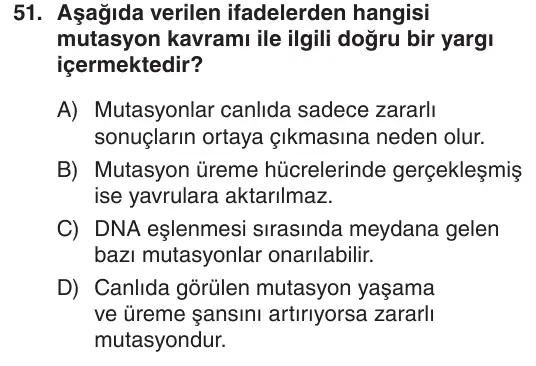 51. Aşağıda verilen ifadelerden hangisi
mutasyon kavramı ile ilgili doğru bir yargı
içermektedir?
A) Mutasyonlar canlıda sadece zararlı
sonuçların ortaya çıkmasına neden olur.
B) Mutasyon üreme hücrelerinde gerçekleşmiş
ise yavrulara aktarılmaz.
C) DNA eşlenmesi sırasında meydana gelen
bazı mutasyonlar onarılabilir.
D) Canlıda görülen mutasyon yaşama
ve üreme şansını artırıyorsa zararlı
mutasyondur.